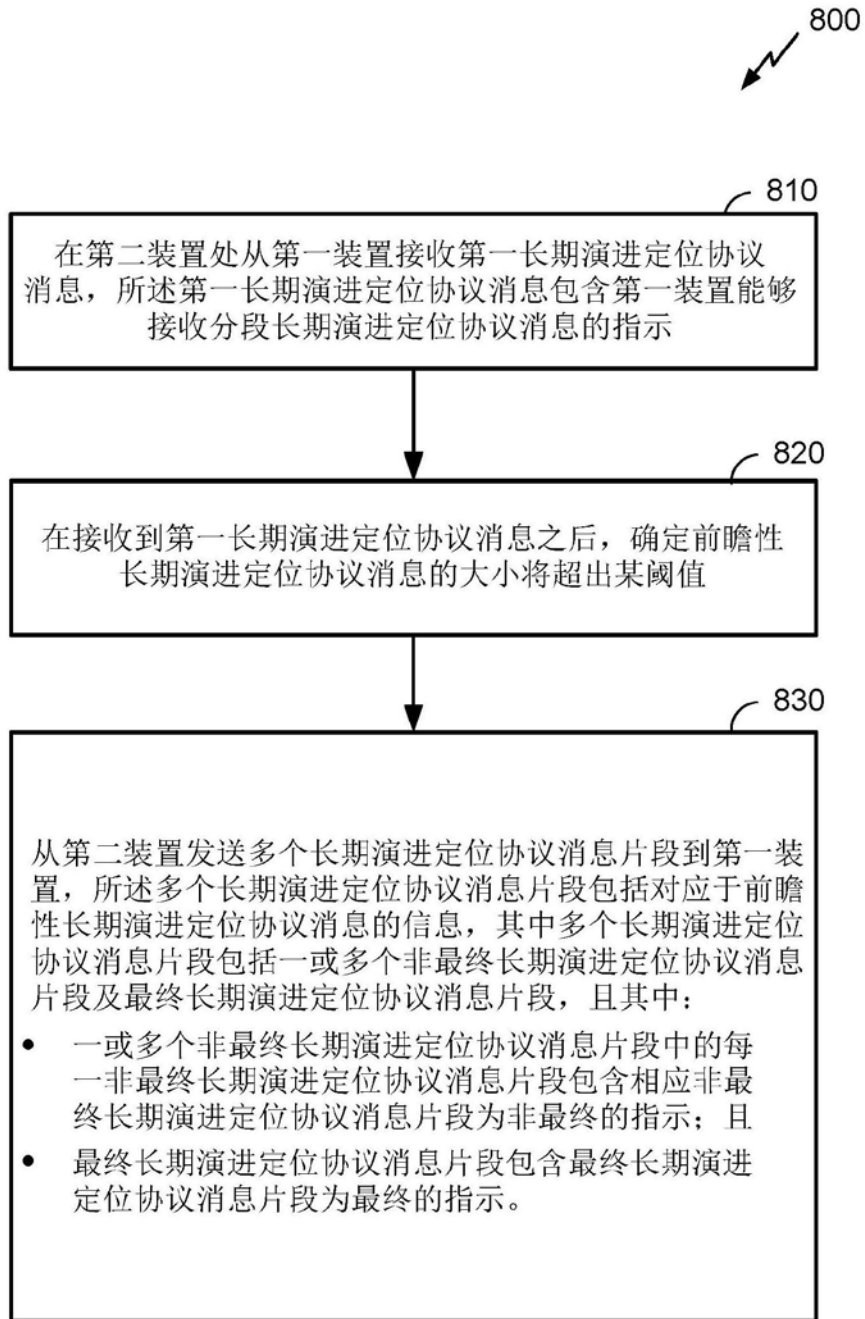 800
810
在第二装置处从第一装置接收第一长期演进定位协议
消息，所述第一长期演进定位协议消息包含第一装置能够
接收分段长期演进定位协议消息的指示
820
在接收到第一长期演进定位协议消息之后，确定前瞻性
长期演进定位协议消息的大小将超出某阈值
830
从第二装置发送多个长期演进定位协议消息片段到第一装
置，所述多个长期演进定位协议消息片段包括对应于前瞻
性长期演进定位协议消息的信息，其中多个长期演进定位
协议消息片段包括一或多个非最终长期演进定位协议消息
片段及最终长期演进定位协议消息片段，且其中：
• 一或多个非最终长期演进定位协议消息片段中的每
一非最终长期演进定位协议消息片段包含相应非最
终长期演进定位协议消息片段为非最终的指示；且
• 最终长期演进定位协议消息片段包含最终长期演进
定位协议消息片段为最终的指示。